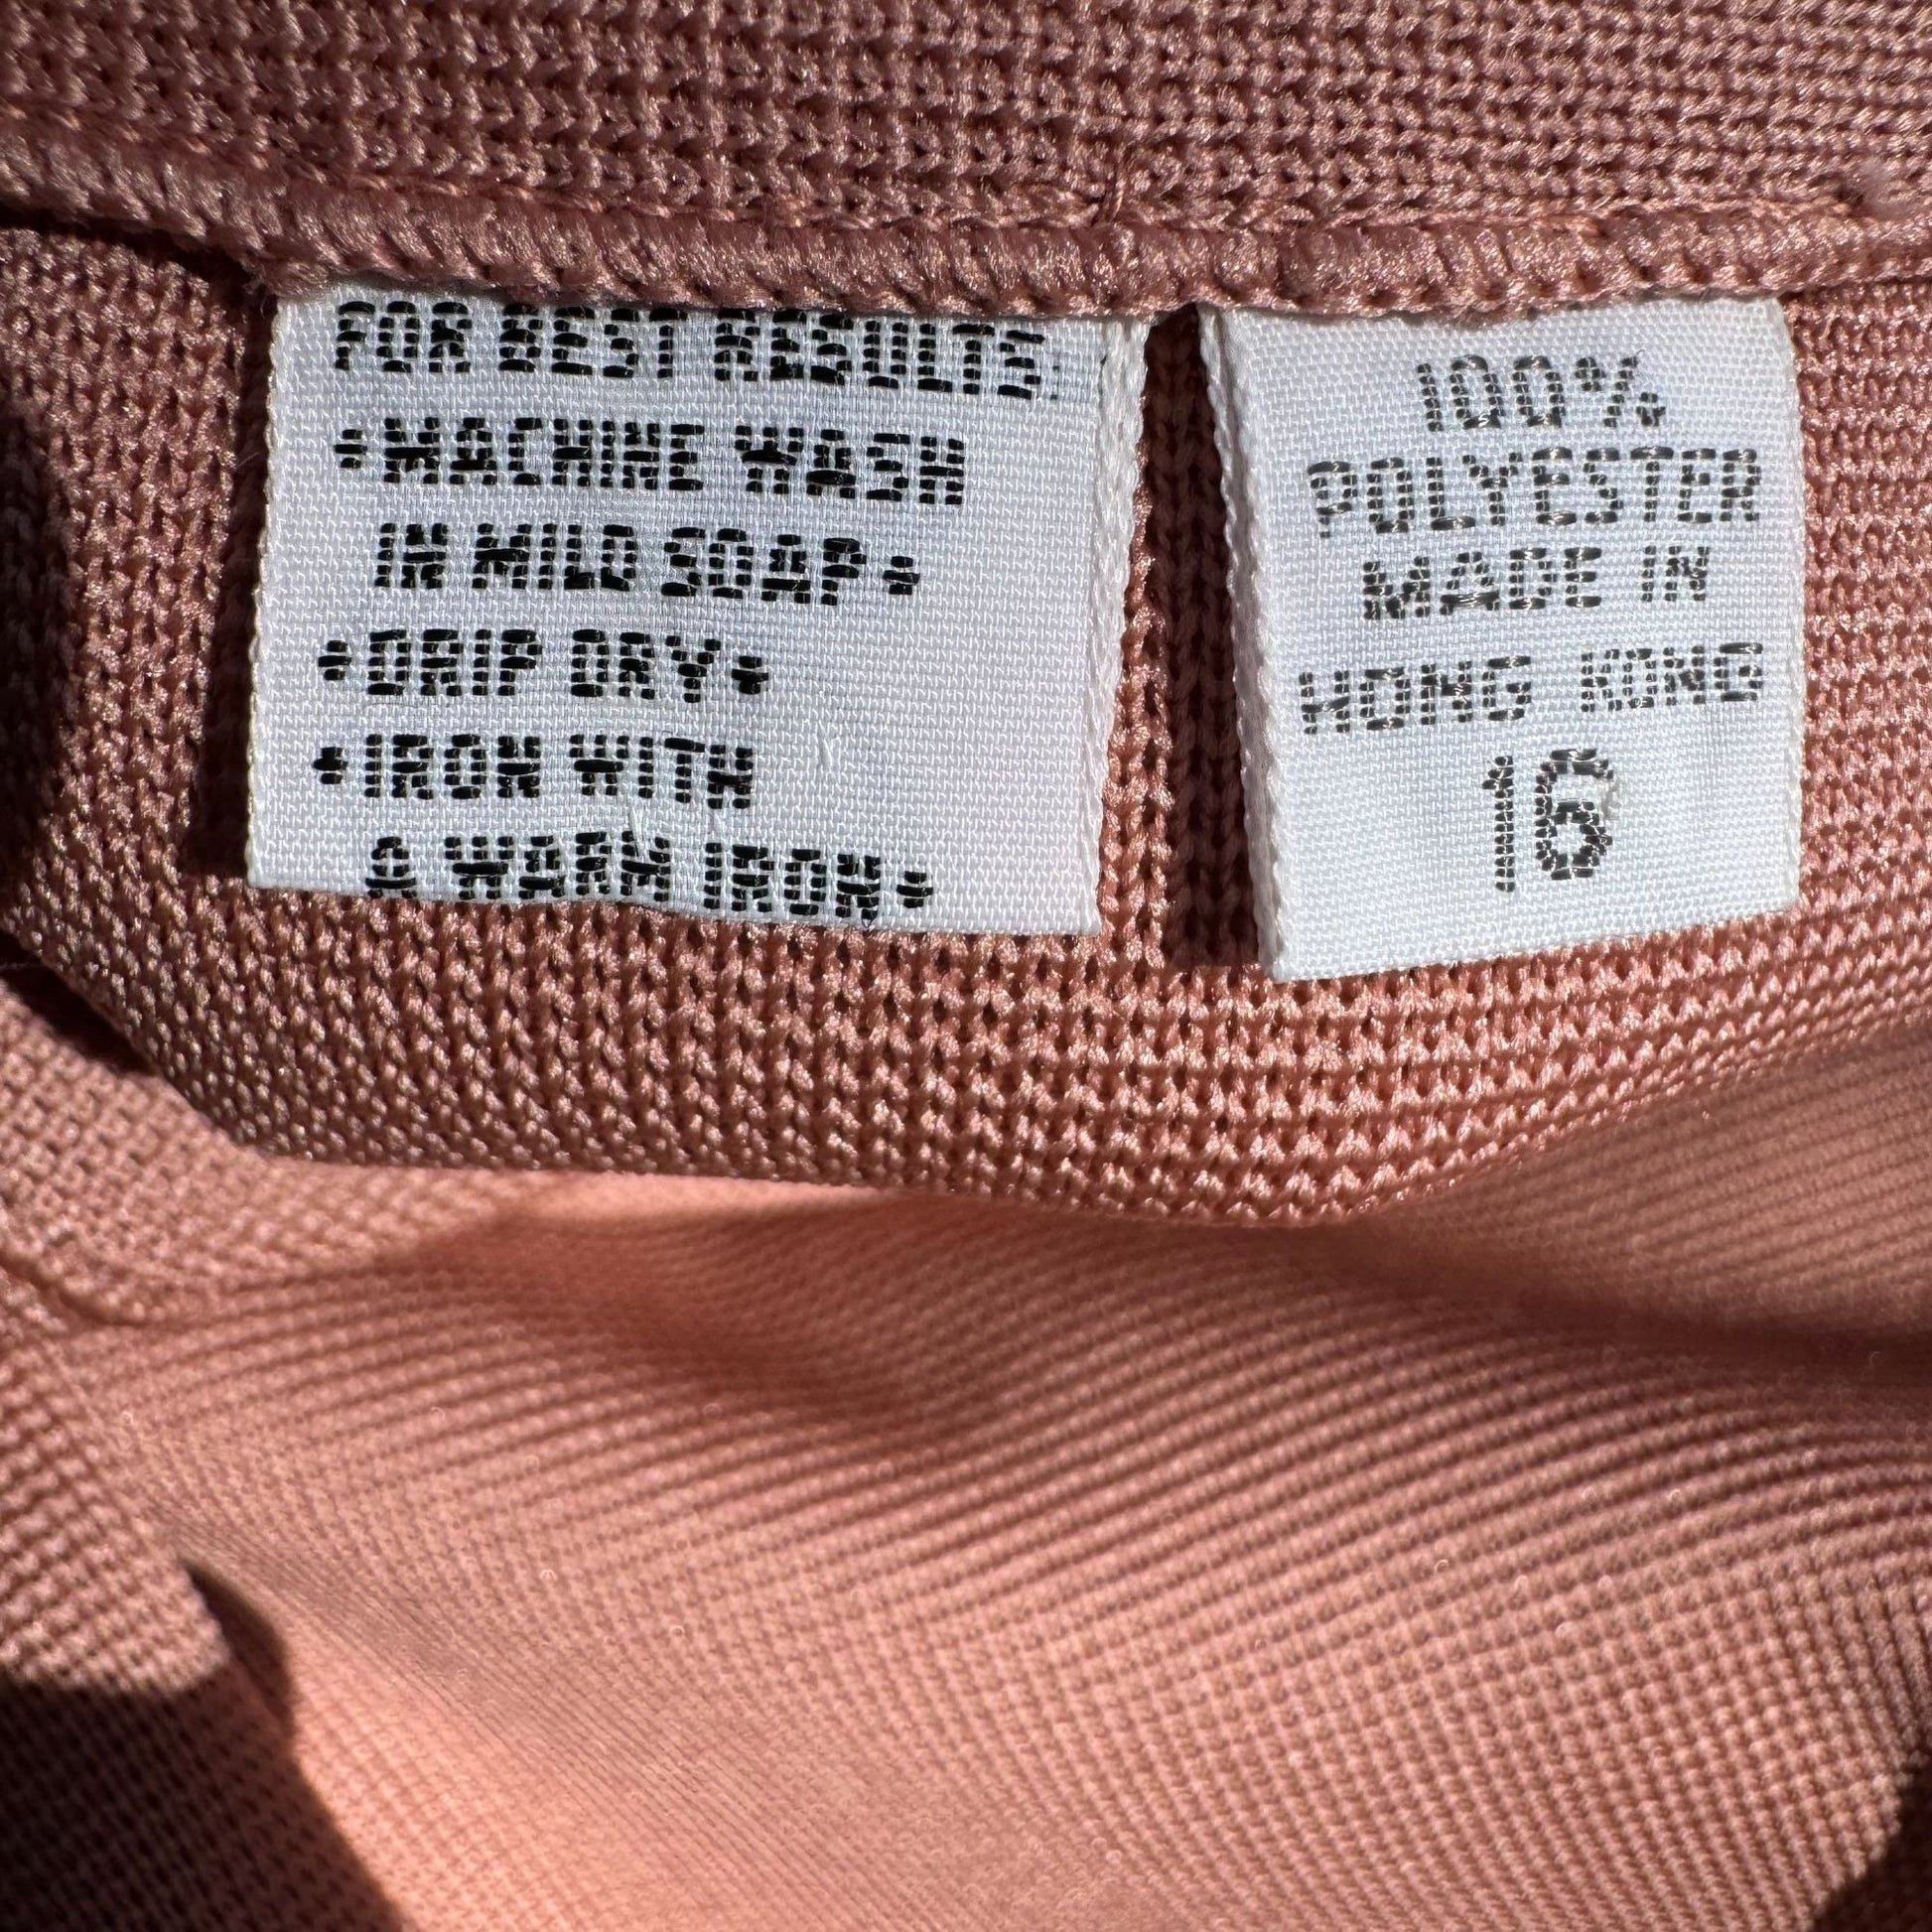 FOR BEST RESULTS:
•MACHINE WASH
IN MILD SOAP•
•DRIP DRY•
•IRON WITH
A WARM IRON•
100%
POLYESTER
MADE IN
HONG KONG
16